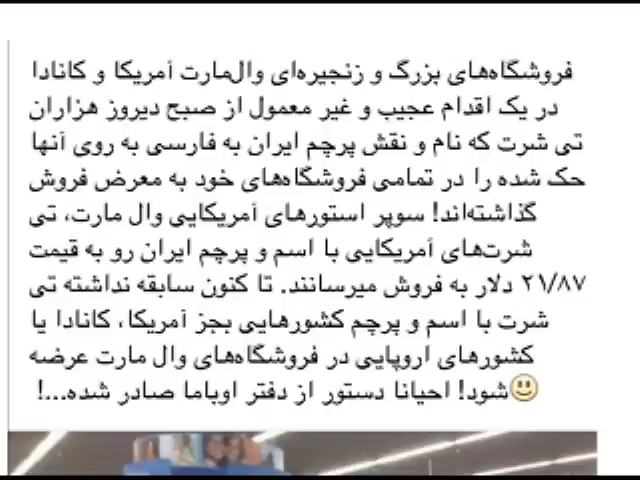 فروشگاه‌های بزرگ و زنجیره‌ای وال‌مارت آمریکا و کانادا
در یک اقدام عجیب و غیر معمول از صبح دیروز هزاران
تی شرت که نام و نقش پرچم ایران به فارسی به روی آنها
حک شده را در تمامی فروشگاه‌های خود به معرض فروش
گذاشته‌اند! سوپر استورهای آمریکایی وال مارت، تی
شرت‌های آمریکایی با اسم و پرچم ایران رو به قیمت
۲۱/۸۷ دلار به فروش میرسانند. تا کنون سابقه نداشته تی
شرت با اسم و پرچم کشورهایی بجز آمریکا، کانادا یا
کشورهای اروپایی در فروشگاه‌های وال مارت عرضه
شود! احیانا دستور از دفتر اوباما صادر شده...!